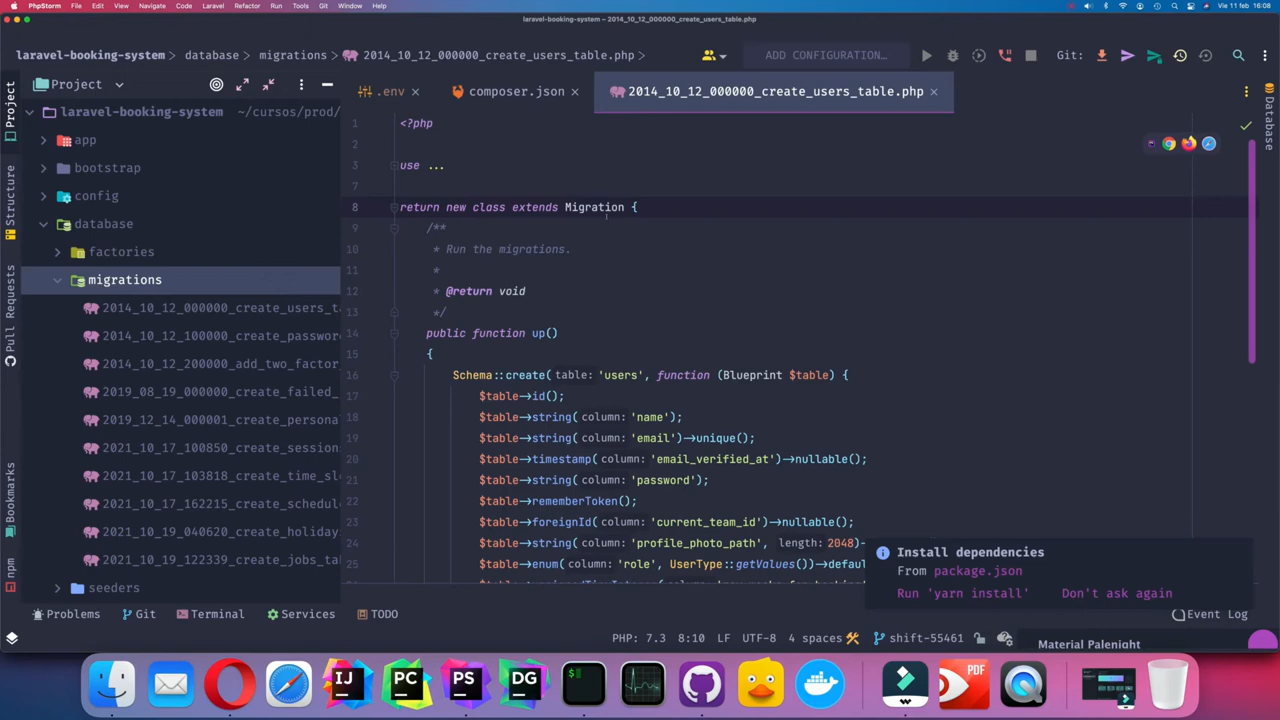 PhpStorm File Edit View Navigate Code Laravel Refactor Run Tools Git Window Help Vie 11 feb 16:08
laravel-booking-system – 2014_10_12_000000_create_users_table.php
laravel-booking-system > database > migrations > 2014_10_12_000000_create_users_table.php >
ADD CONFIGURATION...
Git:
Project
.env
composer.json
2014_10_12_000000_create_users_table.php
Project
Structure
Pull Requests
Bookmarks
npm
Database
laravel-booking-system ~/cursos/prod/
app
bootstrap
config
database
factories
migrations
2014_10_12_000000_create_users_t
2014_10_12_100000_create_passwor
2014_10_12_200000_add_two_factor
2019_08_19_000000_create_failed_
2019_12_14_000001_create_persona
2021_10_17_100850_create_session
2021_10_17_103818_create_time_sl
2021_10_17_162215_create_schedul
2021_10_19_040620_create_holiday
2021_10_19_122339_create_jobs_ta
seeders
1 <?php
2
3 use ...
7
8 return new class extends Migration {
9 /**
10 * Run the migrations.
11 *
12 * @return void
13 */
14 public function up()
15 {
16 Schema::create( table: 'users', function (Blueprint $table) {
17 $table->id();
18 $table->string( column: 'name');
19 $table->string( column: 'email')->unique();
20 $table->timestamp( column: 'email_verified_at')->nullable();
21 $table->string( column: 'password');
22 $table->rememberToken();
23 $table->foreignId( column: 'current_team_id')->nullable();
24 $table->string( column: 'profile_photo_path', length: 2048)-
25 $table->enum( column: 'role', UserType::getValues())->defau
Install dependencies
From package.json
Run 'yarn install' Don't ask again
Problems Git Terminal Services TODO Event Log
PHP: 7.3 8:10 LF UTF-8 4 spaces shift-55461
Material Palenight
IJ
PC
PS
DG
$
PDF